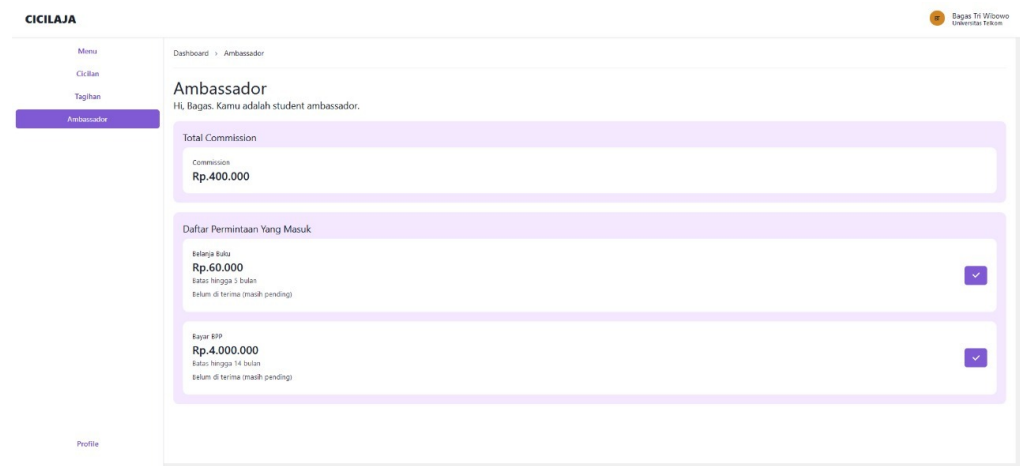 CICILAJA
Bagas Tri Wibowo
Universitas Telkom
Menu
Cicilan
Tagihan
Ambassador
Profile
Dashboard > Ambassador
Ambassador
Hi, Bagas. Kamu adalah student ambassador.
Total Commission
Commission
Rp.400.000
Daftar Permintaan Yang Masuk
Belanja Buku
Rp.60.000
Batas hingga 5 bulan
Belum di terima (masih pending)
Bayar BPP
Rp.4.000.000
Batas hingga 14 bulan
Belum di terima (masih pending)